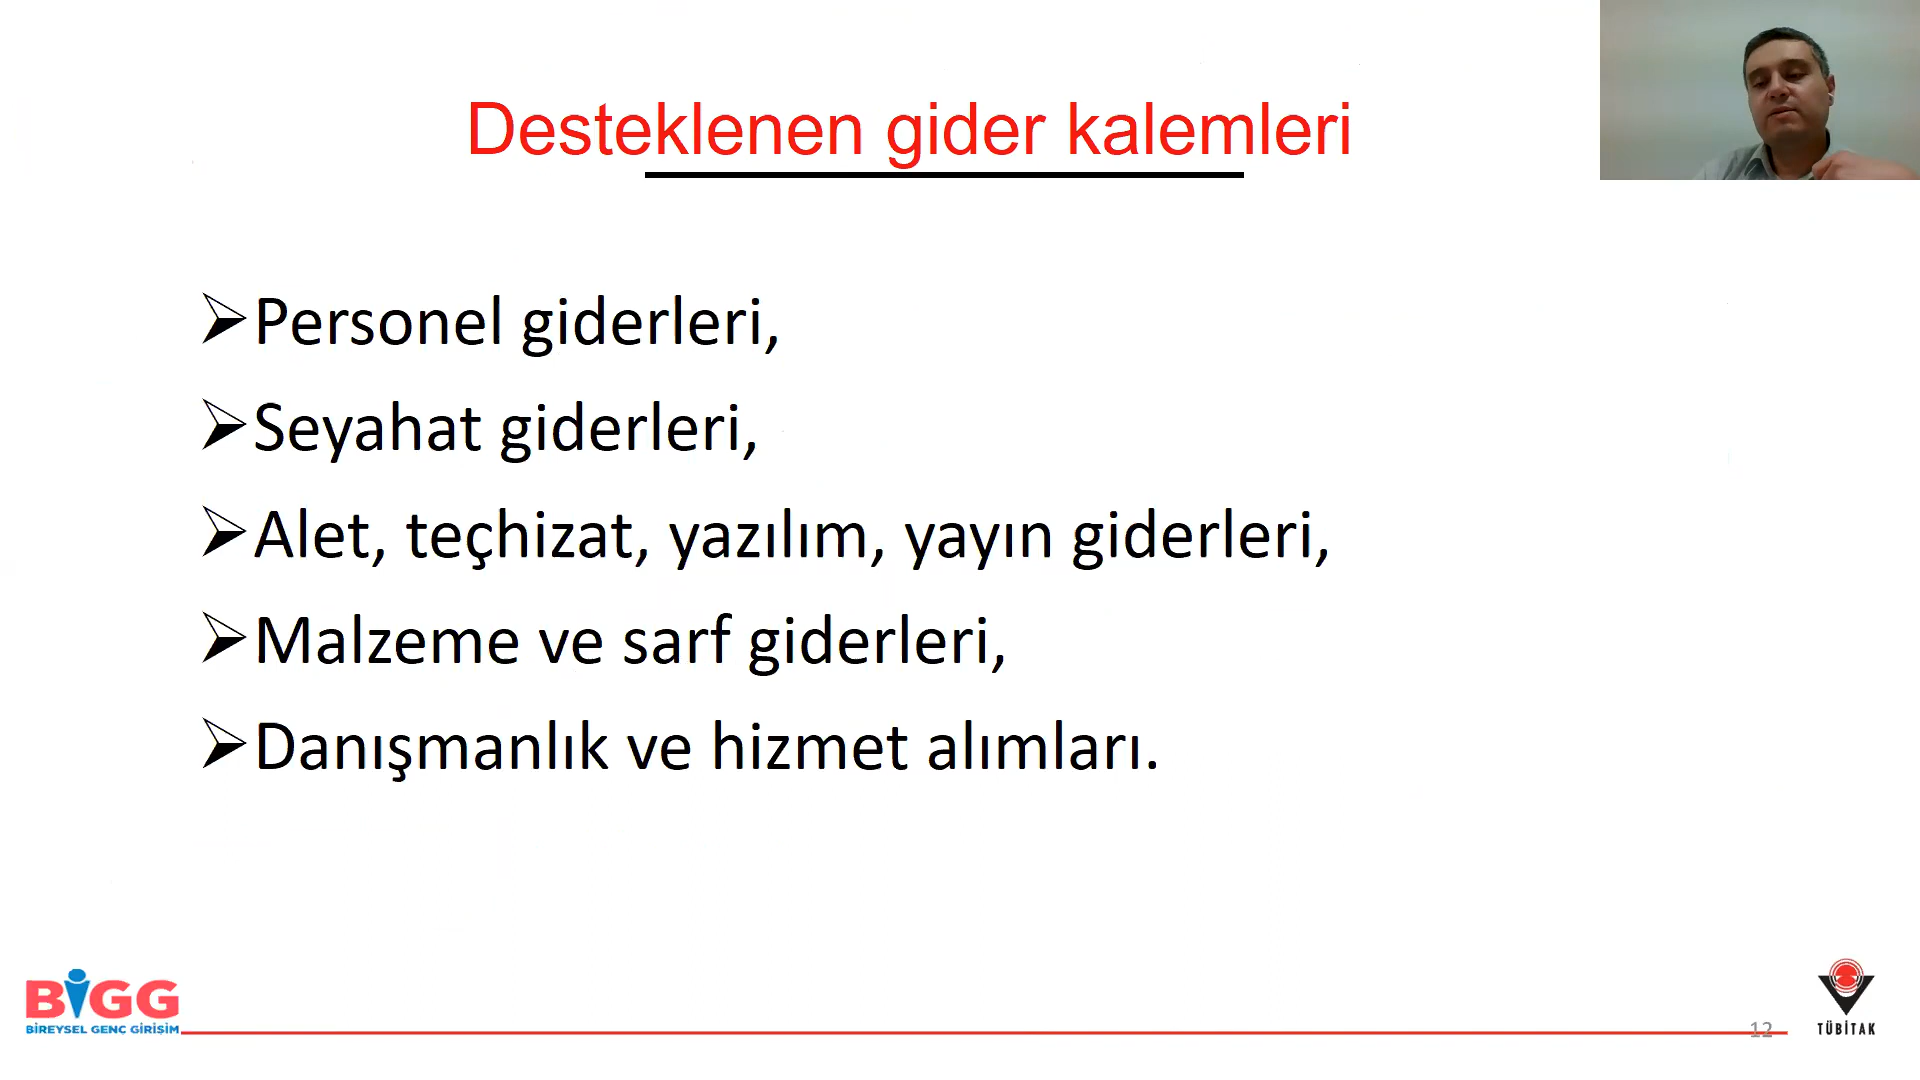 Desteklenen gider kalemleri
Personel giderleri,
Seyahat giderleri,
Alet, teçhizat, yazılım, yayın giderleri,
Malzeme ve sarf giderleri,
Danışmanlık ve hizmet alımları.
BİGG
BİREYSEL GENÇ GİRİŞİM
12
TÜBİTAK